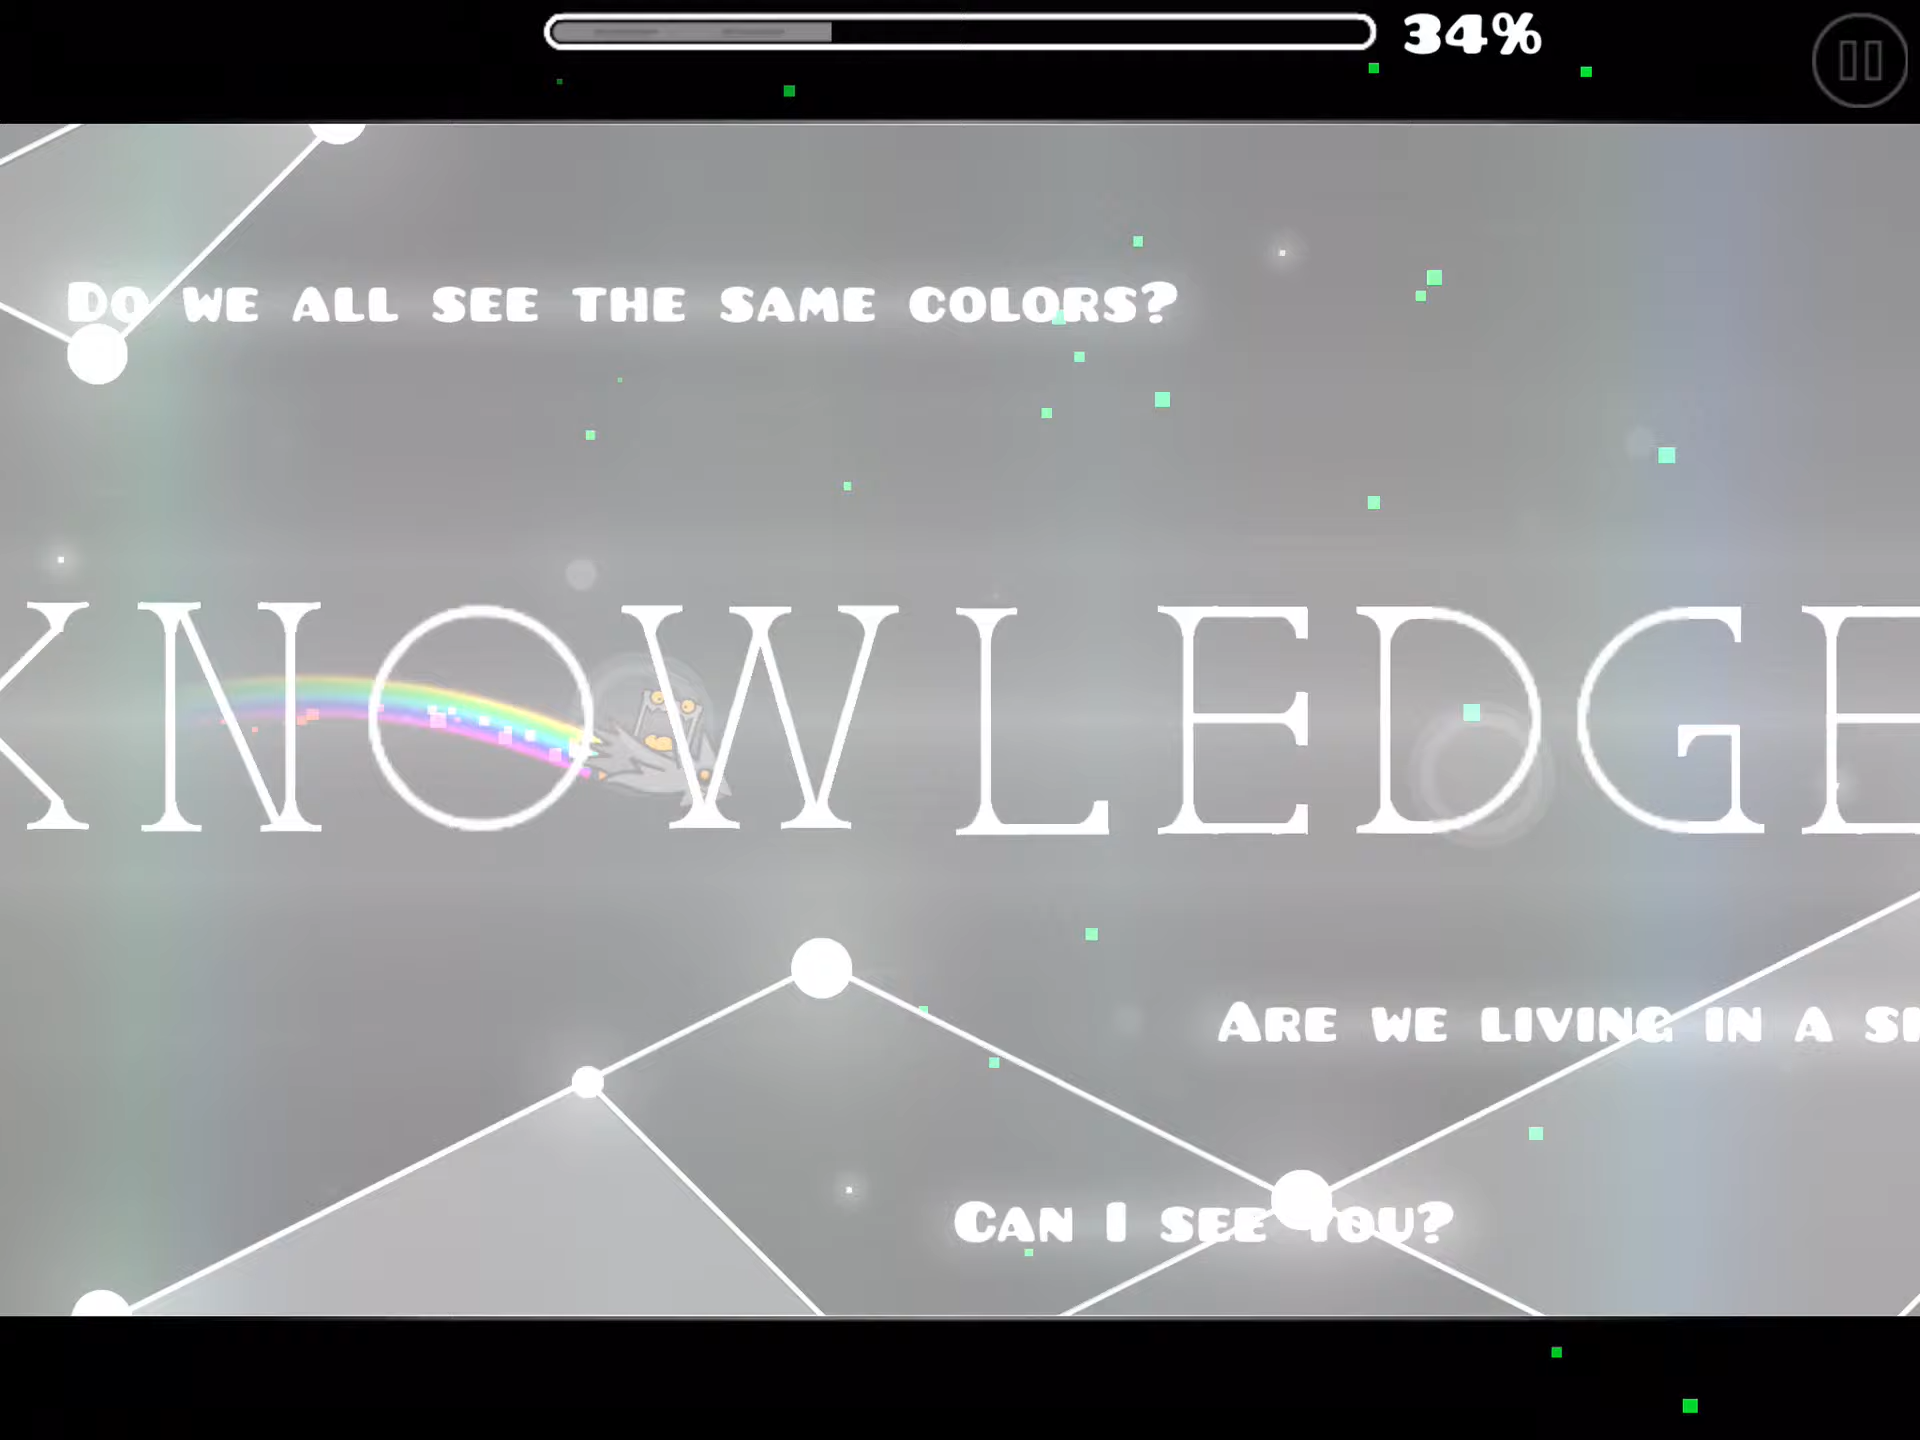 34%
Do we all see the same colors?
KNOWLEDGE
Are we living in a
Can I see you?